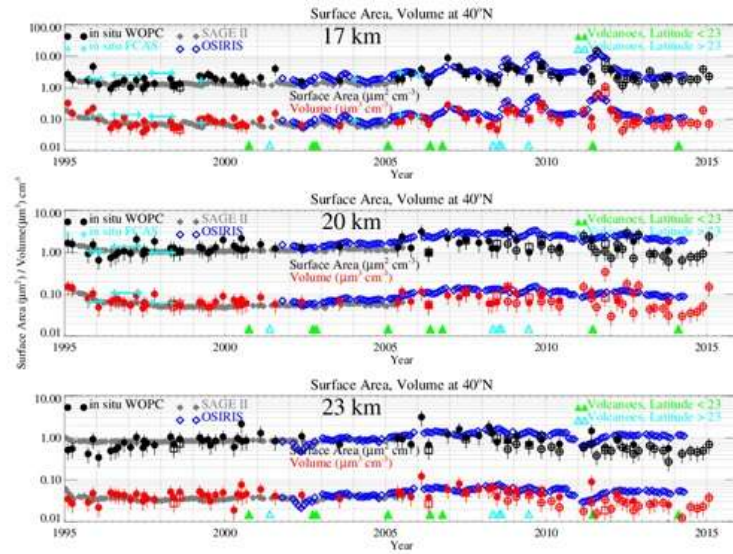 Surface Area, Volume at 40°N
100.00
10.00
1.00
0.10
0.01
in situ WOPC
in situ FCAS
SAGE II
OSIRIS
17 km
Volcanoes, Latitude < 23
Volcanoes, Latitude > 23
Surface Area (μm² cm⁻³)
Volume (μm³ cm⁻³)
1995 2000 2005 2010 2015
Year
Surface Area, Volume at 40°N
Surface Area (μm²) / Volume(μm³) cm⁻³
10.00
1.00
0.10
0.01
in situ WOPC
in situ FCAS
SAGE II
OSIRIS
20 km
Volcanoes, Latitude < 23
Volcanoes, Latitude > 23
Surface Area (μm² cm⁻³)
Volume (μm³ cm⁻³)
1995 2000 2005 2010 2015
Year
Surface Area, Volume at 40°N
10.00
1.00
0.10
0.01
in situ WOPC
SAGE II
OSIRIS
23 km
Volcanoes, Latitude < 23
Volcanoes, Latitude > 23
Surface Area (μm² cm⁻³)
Volume (μm³ cm⁻³)
1995 2000 2005 2010 2015
Year